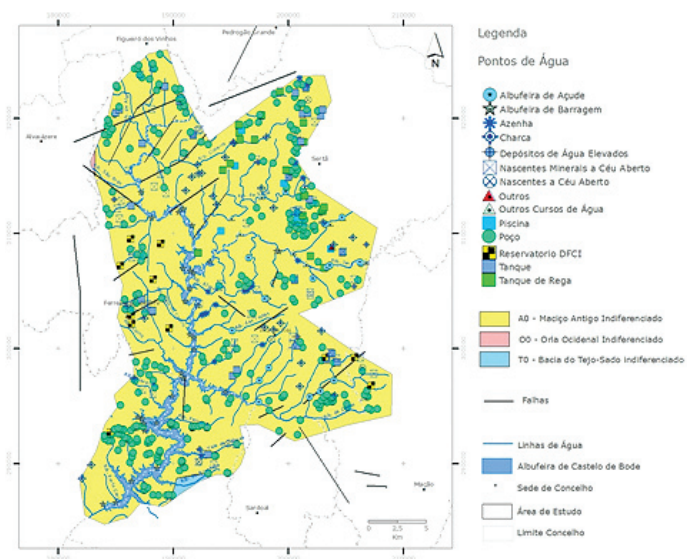 Pedrogão Grande
Figueiró dos Vinhos
N
Alvaiázere
Sertã
Sardoal
Mação
0 2,5 5
Km
Legenda
Pontos de Água
Albufeira de Açude
Albufeira de Barragem
Azenha
Charca
Depósitos de Água Elevados
Nascentes Minerais a Céu Aberto
Nascentes a Céu Aberto
Outros
Outros Cursos de Água
Piscina
Poço
Reservatorio DFCI
Tanque
Tanque de Rega
A0 - Maciço Antigo Indiferenciado
O0 - Orla Ocidenal Indiferenciado
T0 - Bacia do Tejo-Sado indiferenciado
Falhas
Linhas de Água
Albufeira de Castelo de Bode
Sede de Concelho
Área de Estudo
Limite Concelho